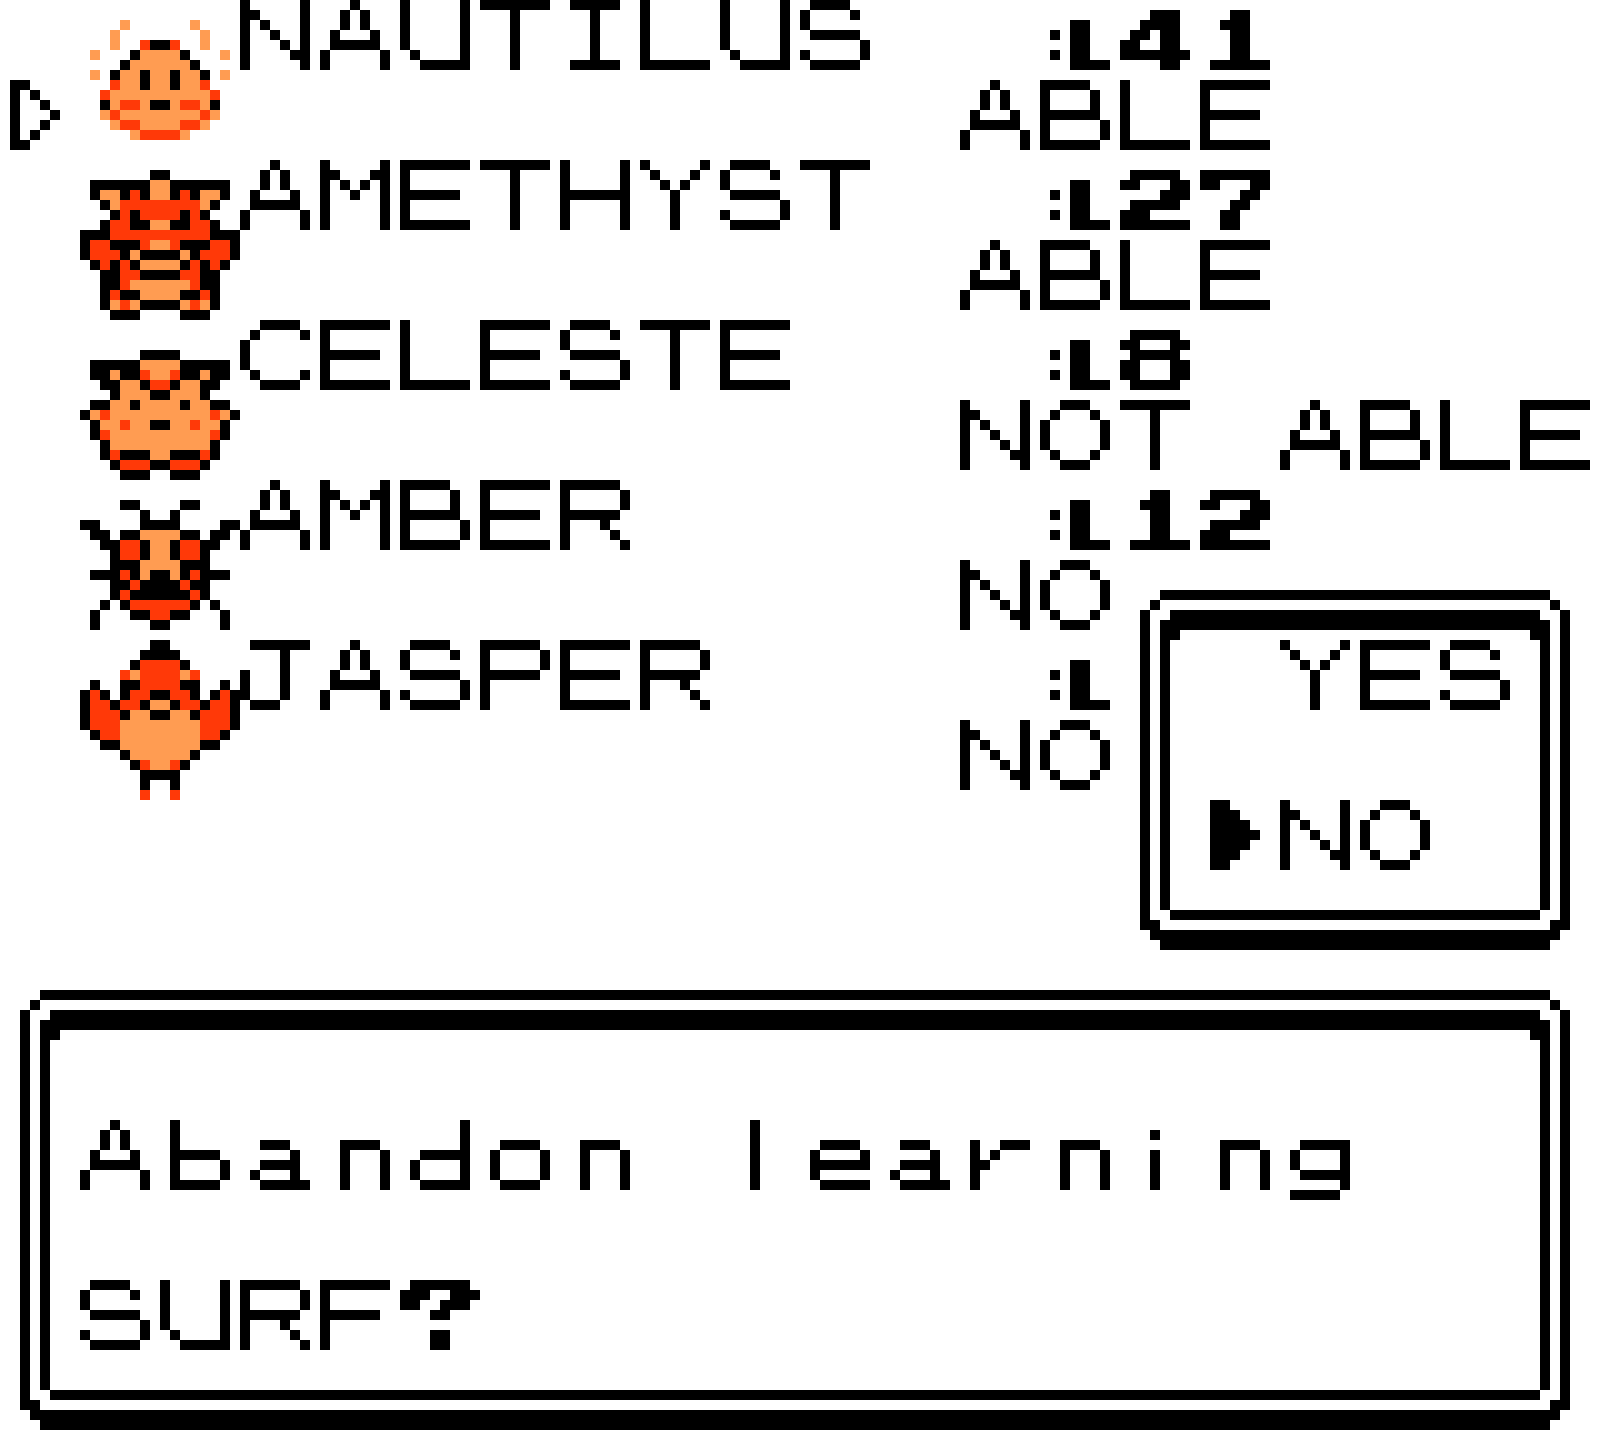 NAUTILUS :L41
ABLE
AMETHYST :L27
ABLE
CELESTE :L8
NOT ABLE
AMBER :L12
NO
JASPER :L
NO
YES
▶NO
Abandon learning
SURF?